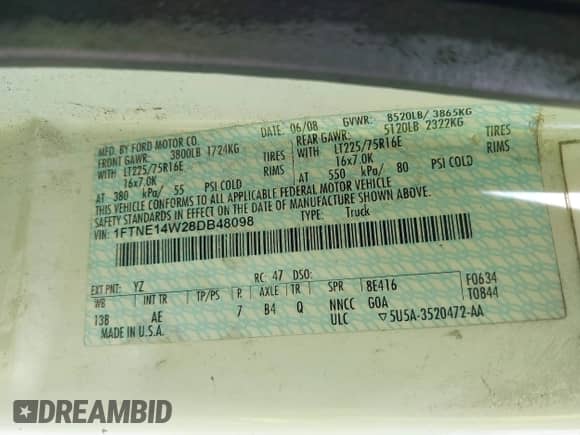 DATE: 06/08 GVWR: 8520LB/ 3865KG
MFD. BY FORD MOTOR CO.
FRONT GAWR: 3800LB 1724KG REAR GAWR: 5120LB 2322KG
WITH LT225/75R16E TIRES WITH LT225/75R16E TIRES
16x7.0K RIMS 16x7.0K RIMS
AT 380 kPa/ 55 PSI COLD AT 550 kPa/ 80 PSI COLD
THIS VEHICLE CONFORMS TO ALL APPLICABLE FEDERAL MOTOR VEHICLE
SAFETY STANDARDS IN EFFECT ON THE DATE OF MANUFACTURE SHOWN ABOVE
VIN: 1FTNE14W28DB48098 TYPE: Truck
EXT PNT: YZ RC: 47 DSO: F0634
WB INT TR TP/PS R AXLE TR SPR 8E416 T0844
138 AE 7 B4 Q NNCC GOA
MADE IN U.S.A. ULC ▽5U5A-3520472-AA
DREAMBID